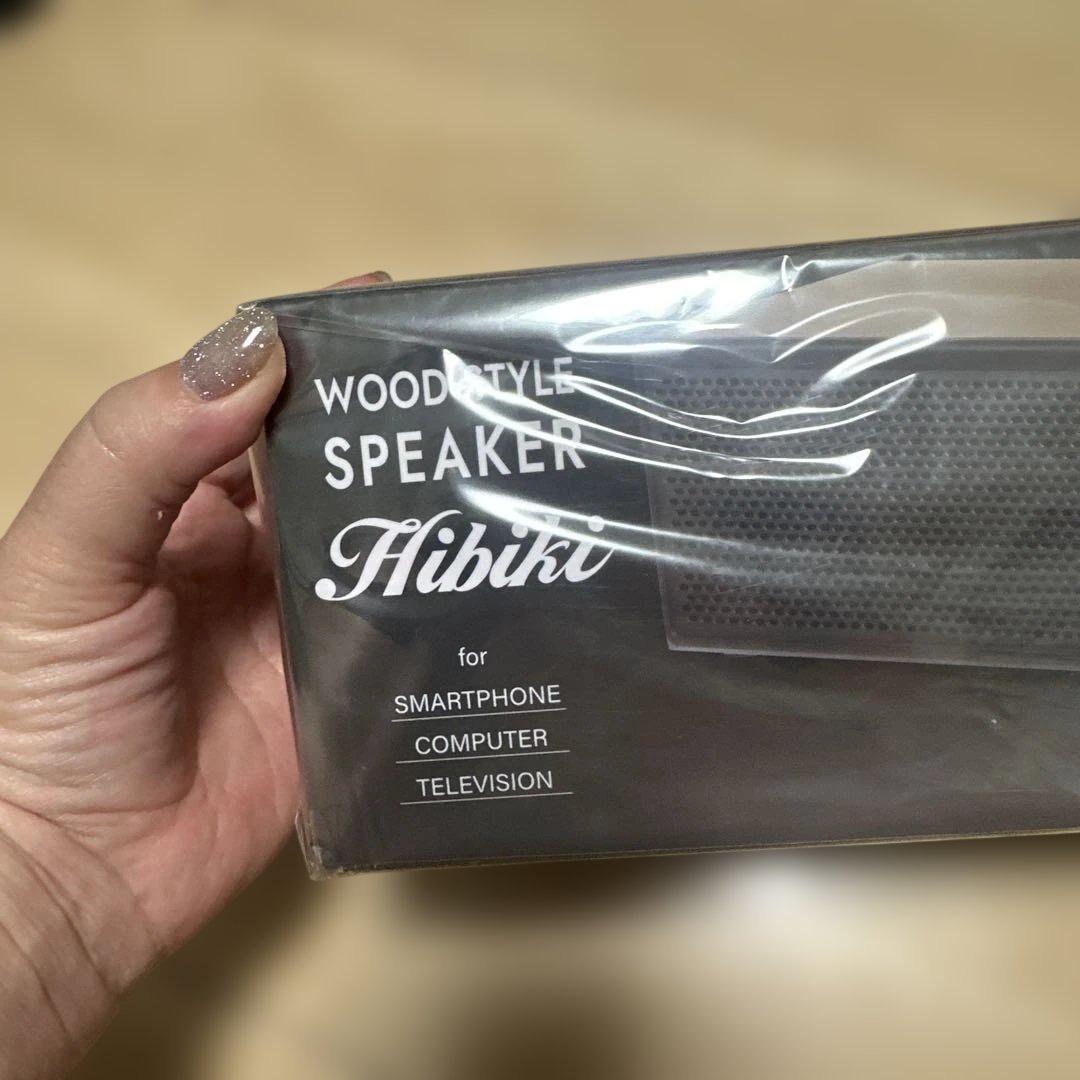 WOOD STYLE
SPEAKER
Hibiki
for
SMARTPHONE
COMPUTER
TELEVISION